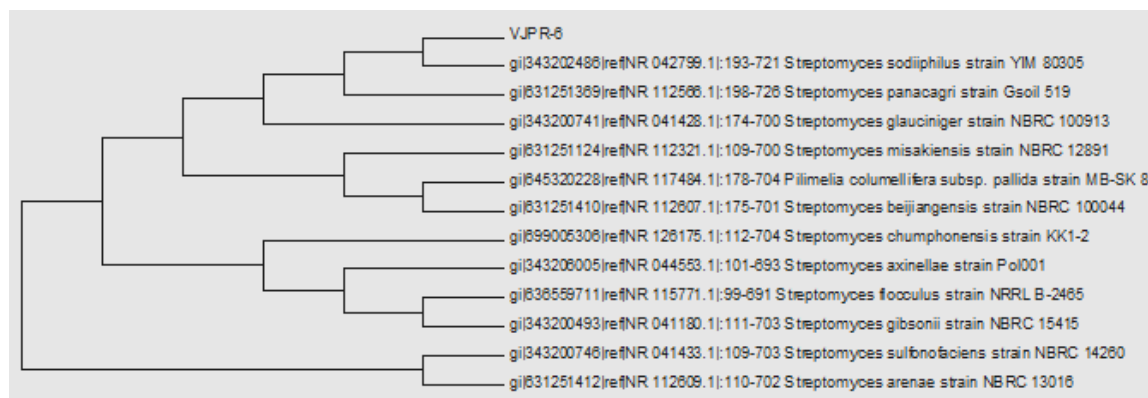 VJPR-6
gi|343202486|ref|NR 042799.1|:193-721 Streptomyces sodiiphilus strain YIM 80305
gi|631251369|ref|NR 112566.1|:198-726 Streptomyces panacagri strain Gsoil 519
gi|343200741|ref|NR 041428.1|:174-700 Streptomyces glauciniger strain NBRC 100913
gi|631251124|ref|NR 112321.1|:109-700 Streptomyces misakiensis strain NBRC 12891
gi|645320228|ref|NR 117484.1|:178-704 Pilimelia columellifera subsp. pallida strain MB-SK 8
gi|631251410|ref|NR 112607.1|:175-701 Streptomyces beijiangensis strain NBRC 100044
gi|699005306|ref|NR 126175.1|:112-704 Streptomyces chumphonensis strain KK1-2
gi|343206005|ref|NR 044553.1|:101-693 Streptomyces axinellae strain Pol001
gi|636559711|ref|NR 115771.1|:99-691 Streptomyces flocculus strain NRRL B-2465
gi|343200493|ref|NR 041180.1|:111-703 Streptomyces gibsonii strain NBRC 15415
gi|343200746|ref|NR 041433.1|:109-703 Streptomyces sulfonofaciens strain NBRC 14260
gi|631251412|ref|NR 112609.1|:110-702 Streptomyces arenae strain NBRC 13016